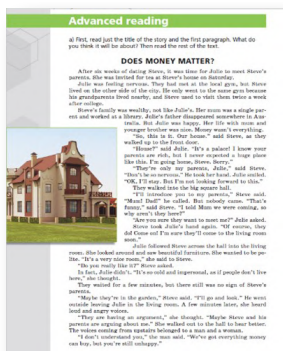 Advanced reading
a) First, read just the title of the story and the first paragraph. What do
you think it will be about? Then read the rest of the text.
DOES MONEY MATTER?
After six weeks of dating Steve, it was time for Julie to meet Steve's
parents. She was invited for tea at Steve's home on Saturday.
Julie was feeling nervous. They had met at the local gym, but Steve
lived on the other side of the city. He only went to the same gym because
his grandparents lived nearby, and Steve used to visit them twice a week
after college.
Steve's family was wealthy, not like Julie's. Her mom was a single par-
ent and worked at a library. Julie's father disappeared somewhere in Aus-
tralia. But Julie was happy. Her life with mom and
younger brother was nice. Money wasn't everything.
"So, this is it. Our home." said Steve, as they
walked up to the front door.
"Home?" said Julie. "It's a palace! I know your
parents are rich, but I never expected a huge place
like this. I'm going home, Steve. Sorry."
"They're only my parents, Julie," said Steve.
"Don't be so nervous." He took her hand. Julie smiled.
"OK, I'll stay. But I'm not looking forward to this."
They walked into the big square hall.
"I'll introduce you to my parents," said Steve.
"Mum! Dad!" he called. But nobody came. "That's
funny," said Steve. "I told Mum we were coming, so
why aren't they here?"
"Are you sure they want to meet me?" Julie asked.
Steve took Julie's hand again. "Of course, they
do! Come on! I'm sure they'll come to the living room
soon."
Julie followed Steve across the hall into the living
room. She looked around and saw beautiful furniture. She wanted to be po-
lite. "It's a very nice room," she said to Steve.
"Do you really like it?" Steve asked.
In fact, Julie didn't. "It's so cold and impersonal, as if people don't live
here," she thought.
They waited for a few minutes, but there still was no sign of Steve's
parents.
"Maybe they're in the garden," Steve said. "I'll go and look." He went
outside leaving Julie in the living room. A few minutes later, she heard
loud and angry voices.
"They are having an argument," she thought. "Maybe Steve and his
parents are arguing about me." She walked out to the hall to hear better.
The voices coming from upstairs belonged to a man and a woman.
"I don't understand you," the man said. "We've got everything money
can buy, but you're still unhappy."